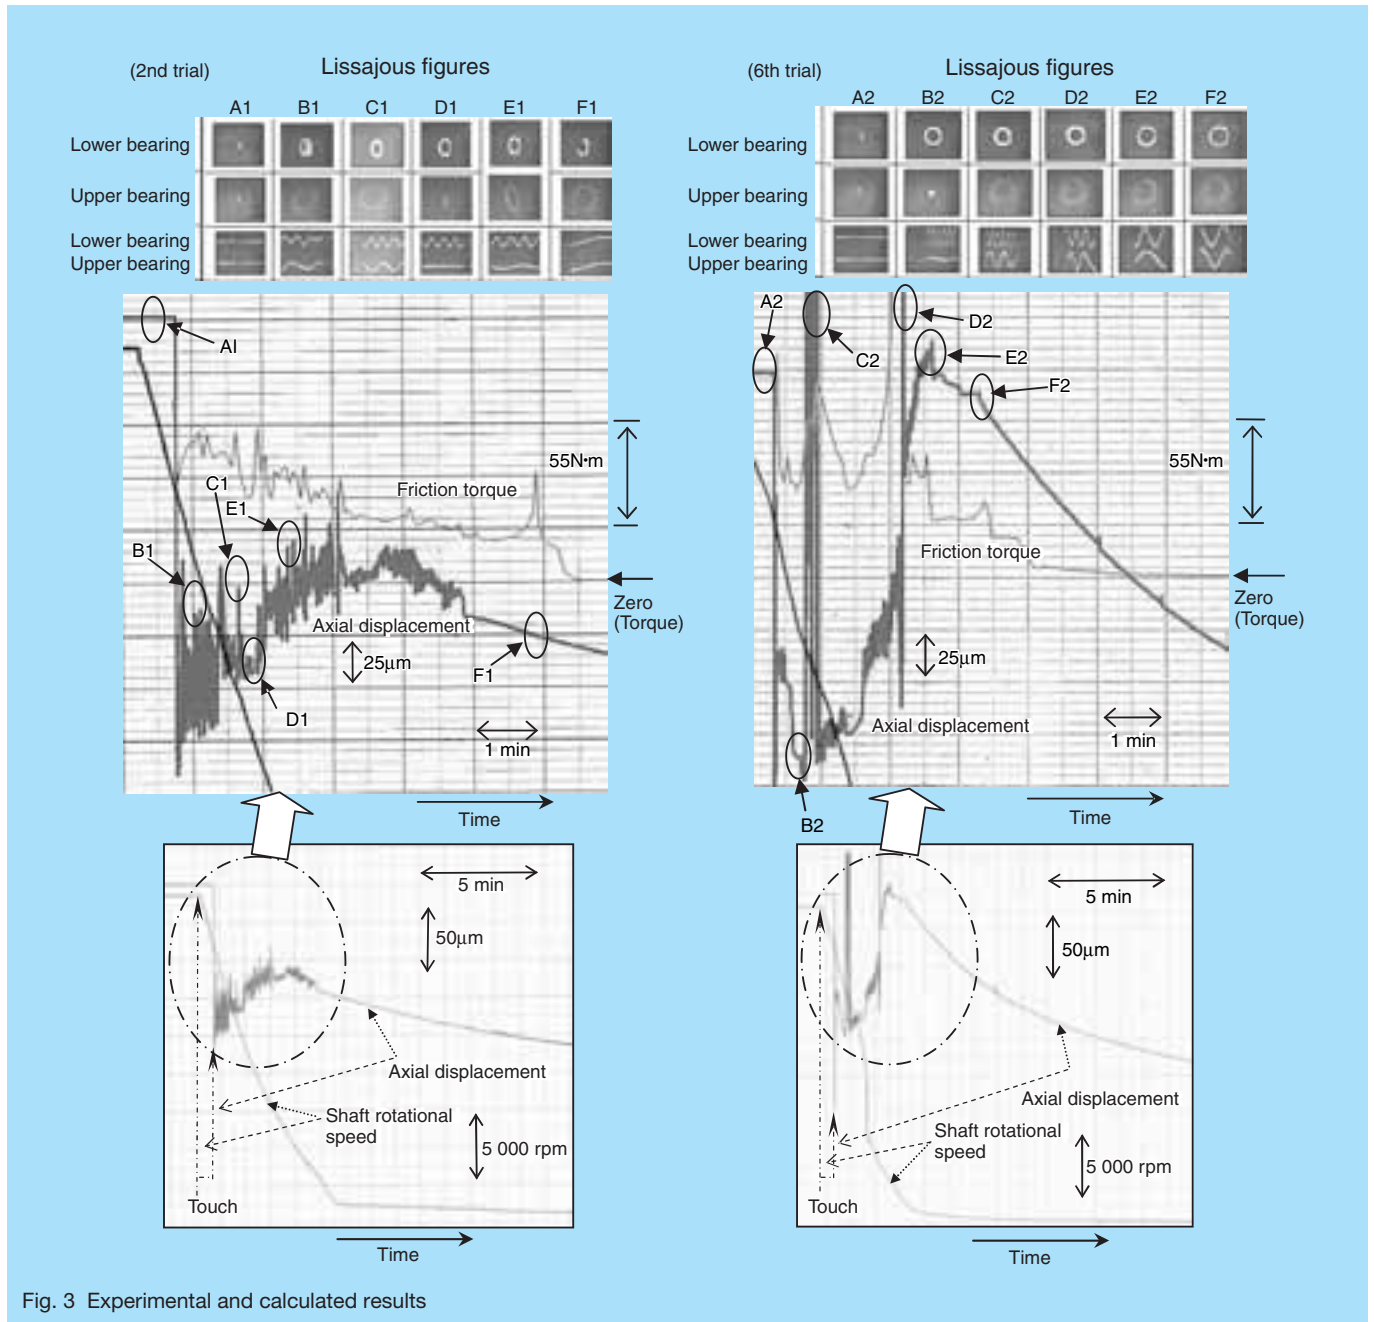 (2nd trial)
Lissajous figures
A1 B1 C1 D1 E1 F1
Lower bearing
Upper bearing
Lower bearing
Upper bearing
AI
C1
E1
B1
Friction torque
55N•m
Zero
(Torque)
Axial displacement
25μm
F1
D1
1 min
Time
5 min
50μm
Axial displacement
Shaft rotational
speed
5 000 rpm
Touch
Time
(6th trial)
Lissajous figures
A2 B2 C2 D2 E2 F2
Lower bearing
Upper bearing
Lower bearing
Upper bearing
A2
D2
C2
E2
F2
55N•m
Friction torque
Zero
(Torque)
25μm
Axial displacement
1 min
B2
Time
5 min
50μm
Axial displacement
Shaft rotational
speed
5 000 rpm
Touch
Time
Fig. 3 Experimental and calculated results